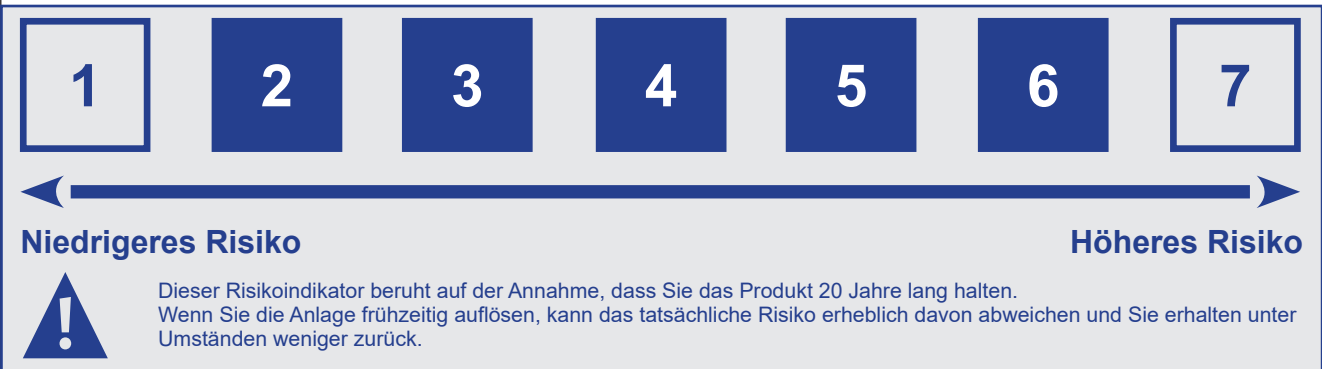 1 2 3 4 5 6 7
Niedrigeres Risiko Höheres Risiko
!
Dieser Risikoindikator beruht auf der Annahme, dass Sie das Produkt 20 Jahre lang halten.
Wenn Sie die Anlage frühzeitig auflösen, kann das tatsächliche Risiko erheblich davon abweichen und Sie erhalten unter
Umständen weniger zurück.